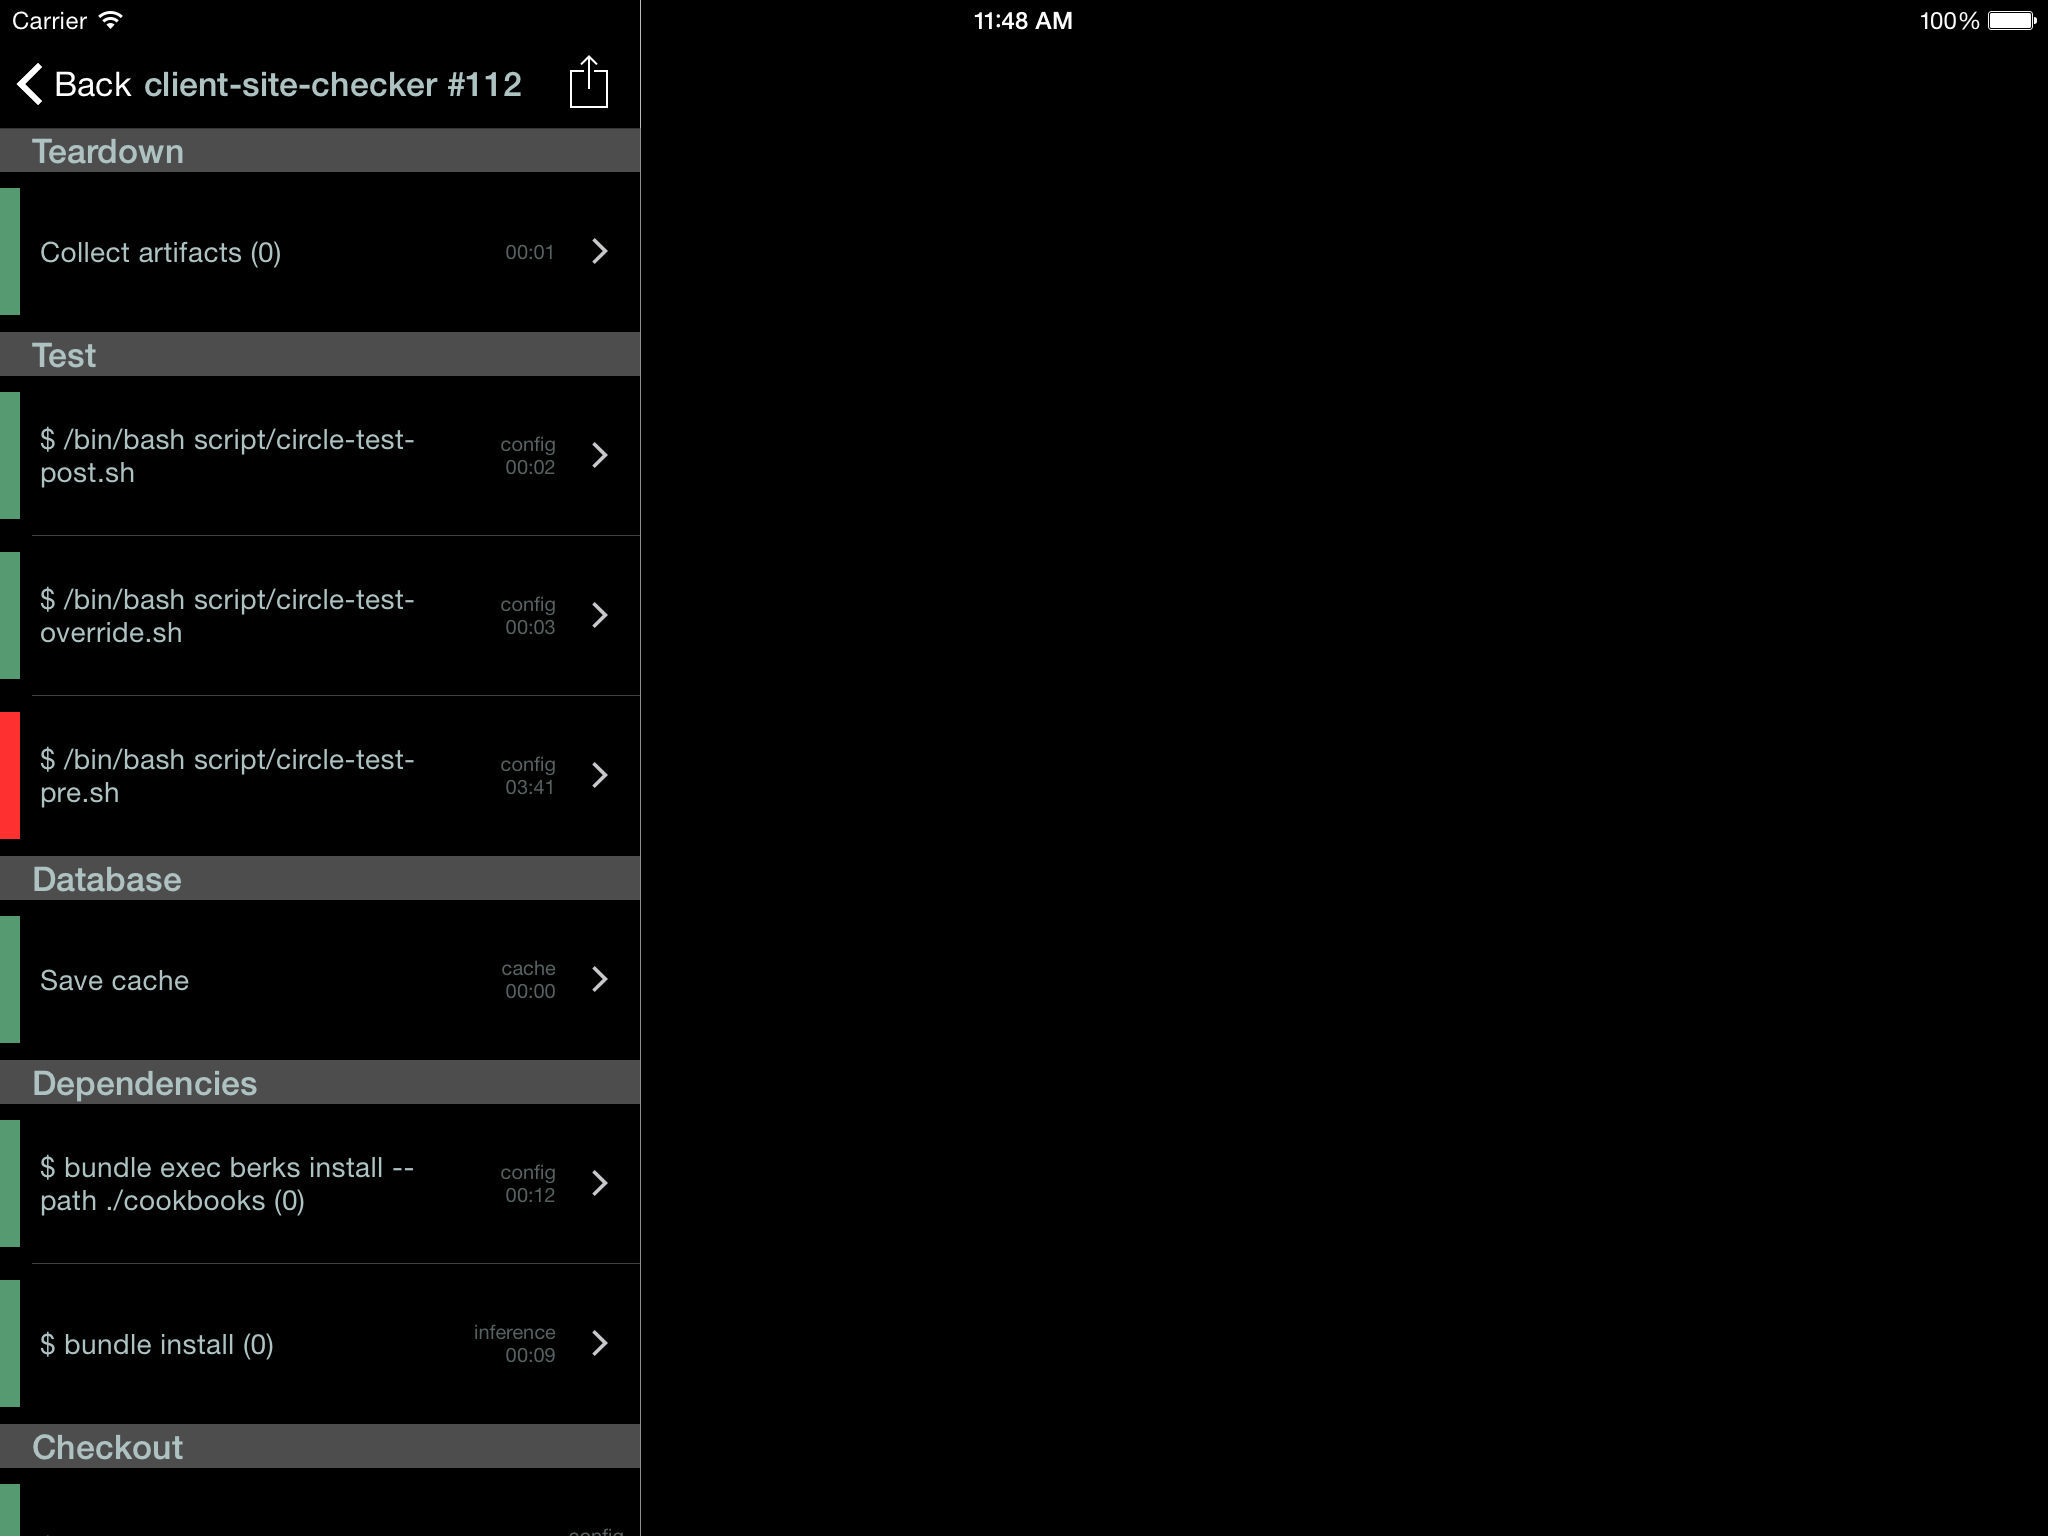 Carrier
11:48 AM
100%
Back client-site-checker #112
Teardown
Collect artifacts (0)
00:01
Test
$ /bin/bash script/circle-test-
post.sh
config
00:02
$ /bin/bash script/circle-test-
override.sh
config
00:03
$ /bin/bash script/circle-test-
pre.sh
config
03:41
Database
Save cache
cache
00:00
Dependencies
$ bundle exec berks install --
path ./cookbooks (0)
config
00:12
$ bundle install (0)
inference
00:09
Checkout
config